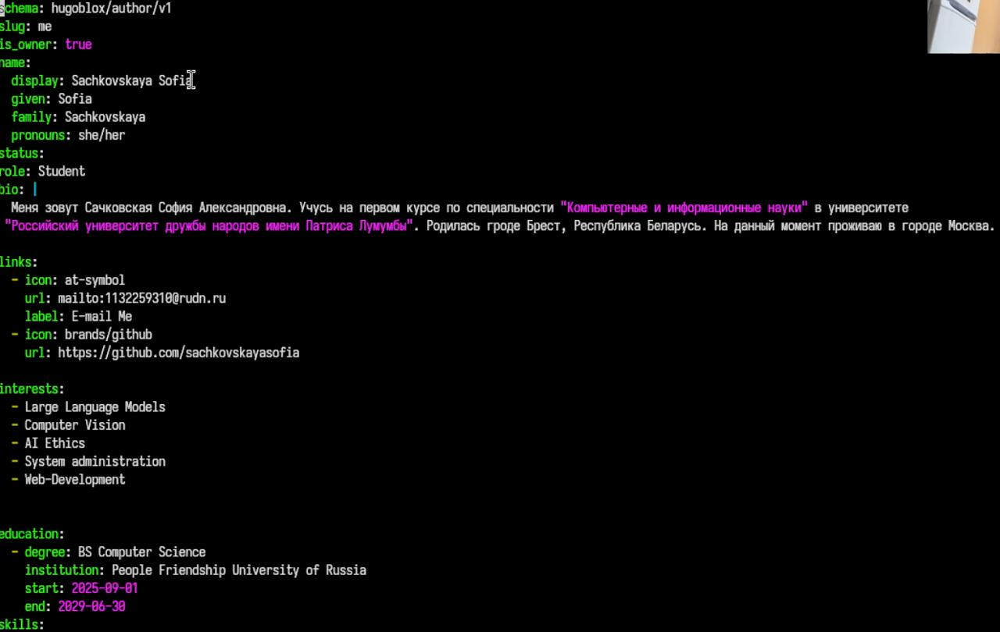 schema: hugoblox/author/v1
slug: me
is_owner: true
name:
  display: Sachkovskaya Sofia
  given: Sofia
  family: Sachkovskaya
  pronouns: she/her
status:
role: Student
bio: |
  Меня зовут Сачковская София Александровна. Учусь на первом курсе по специальности "Компьютерные и информационные науки" в университете
 "Российский университет дружбы народов имени Патриса Лумумбы". Родилась гроде Брест, Республика Беларусь. На данный момент проживаю в городе Москва.
links:
  - icon: at-symbol
    url: mailto:1132259310@rudn.ru
    label: E-mail Me
  - icon: brands/github
    url: https://github.com/sachkovskayasofia
interests:
  - Large Language Models
  - Computer Vision
  - AI Ethics
  - System administration
  - Web-Development
education:
  - degree: BS Computer Science
    institution: People Friendship University of Russia
    start: 2025-09-01
    end: 2029-06-30
skills: